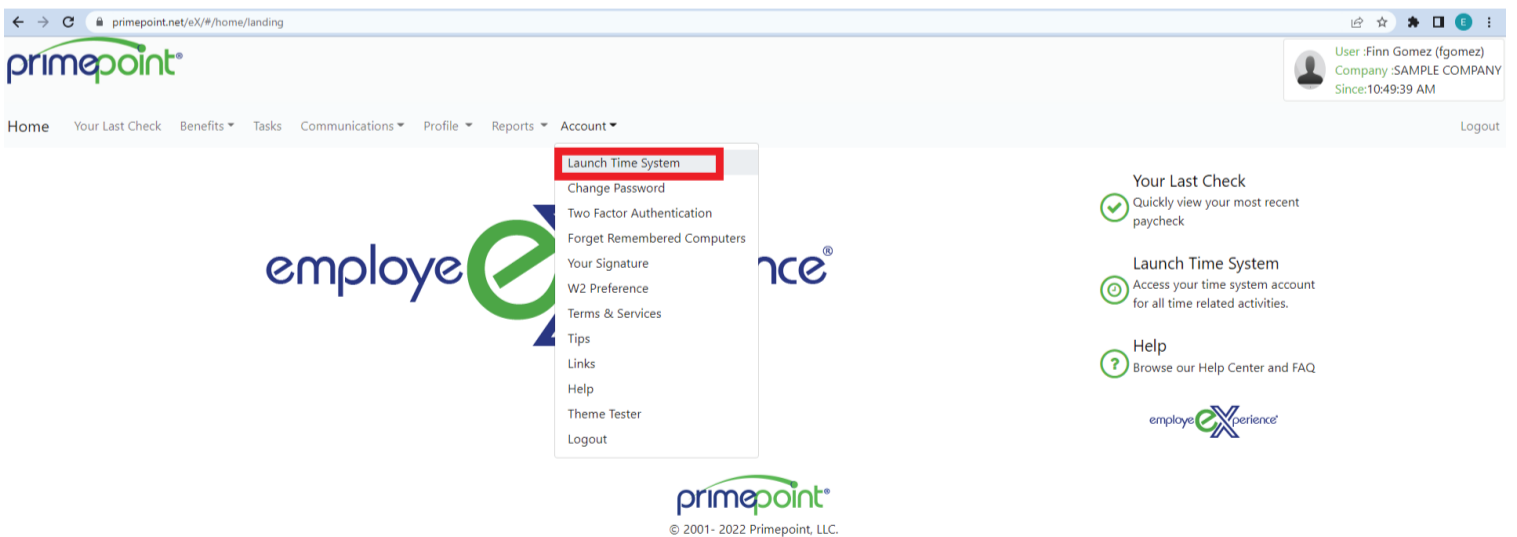 primepoint.net/eX/#/home/landing
E
primepoint®
User :Finn Gomez (fgomez)
Company :SAMPLE COMPANY
Since:10:49:39 AM
Home Your Last Check Benefits Tasks Communications Profile Reports Account Logout
Launch Time System
Change Password
Two Factor Authentication
Forget Remembered Computers
Your Signature
W2 Preference
Terms & Services
Tips
Links
Help
Theme Tester
Logout
employe e nce®
Your Last Check
Quickly view your most recent
paycheck
Launch Time System
Access your time system account
for all time related activities.
Help
? Browse our Help Center and FAQ
employe eXperience®
primepoint®
© 2001- 2022 Primepoint, LLC.